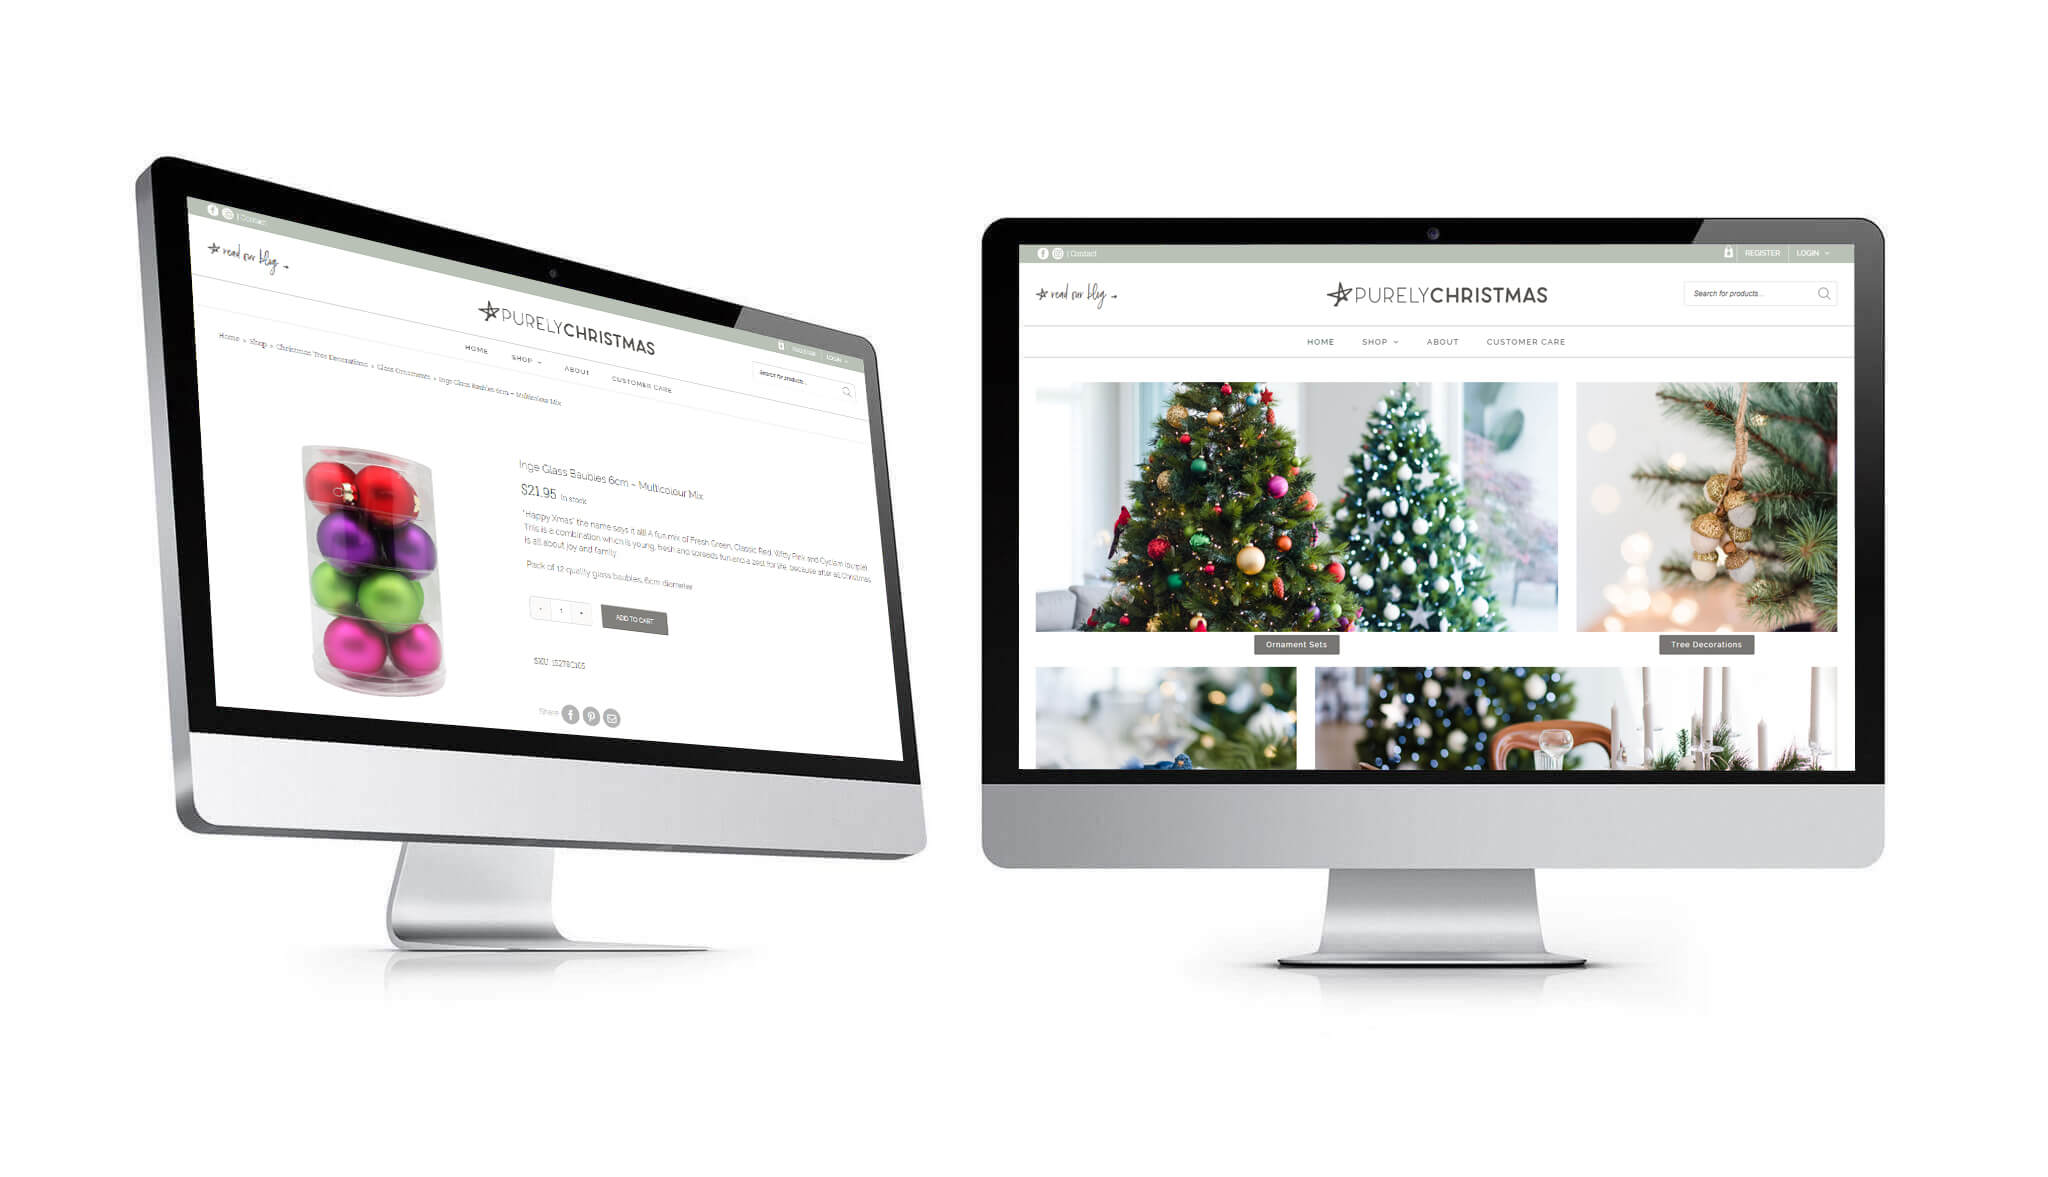 | Contact
read our blog
PURELYCHRISTMAS
REGISTER LOGIN
Search for products...
HOME SHOP ABOUT CUSTOMER CARE
Home » Shop » Christmas Tree Decorations » Glass Ornaments » Inge Glass Baubles 6cm – Multicolour Mix
Inge Glass Baubles 6cm – Multicolour Mix
$21.95 In stock
"Happy Xmas" the name says it all! A fun mix of Fresh Green, Classic Red, Witty Pink and Cyclam (purple).
This is a combination which is young, fresh and spreads fun and a zest for life, because after all Christmas
is all about joy and family.
Pack of 12 quality glass baubles, 6cm diameter
- 1 + ADD TO CART
SKU:
Share
| Contact
REGISTER LOGIN
read our blog
PURELYCHRISTMAS
Search for products...
HOME SHOP ABOUT CUSTOMER CARE
Ornament Sets
Tree Decorations